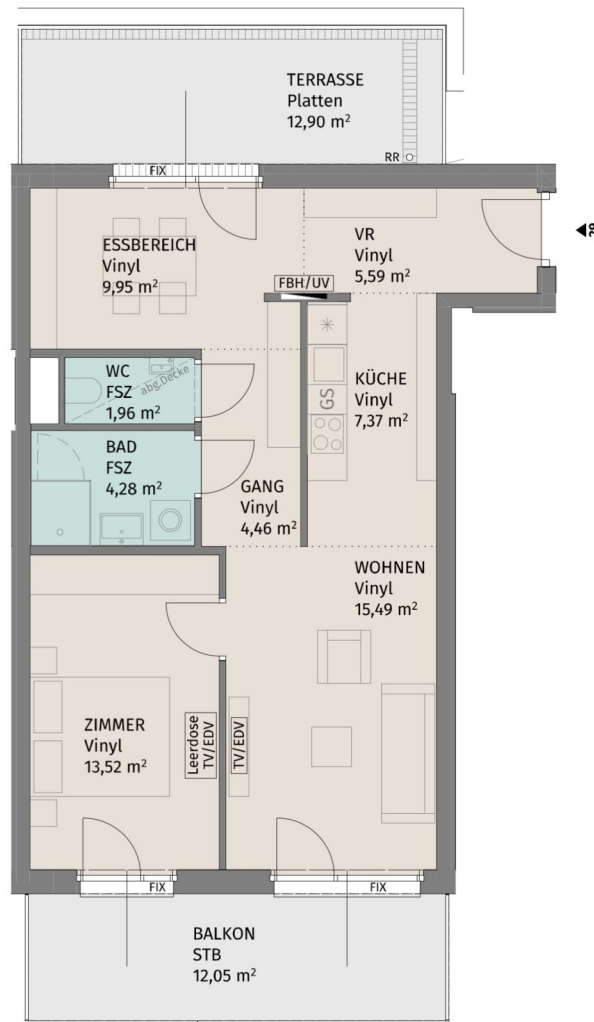 TERRASSE
Platten
12,90 m²
RR
FIX
ESSBEREICH
Vinyl
9,95 m²
VR
Vinyl
5,59 m²
FBH/UV
WC
FSZ
1,96 m²
abg.Decke
GS
KÜCHE
Vinyl
7,37 m²
BAD
FSZ
4,28 m²
GANG
Vinyl
4,46 m²
WOHNEN
Vinyl
15,49 m²
ZIMMER
Vinyl
13,52 m²
Leerdose
TV/EDV
TV/EDV
FIX
FIX
BALKON
STB
12,05 m²